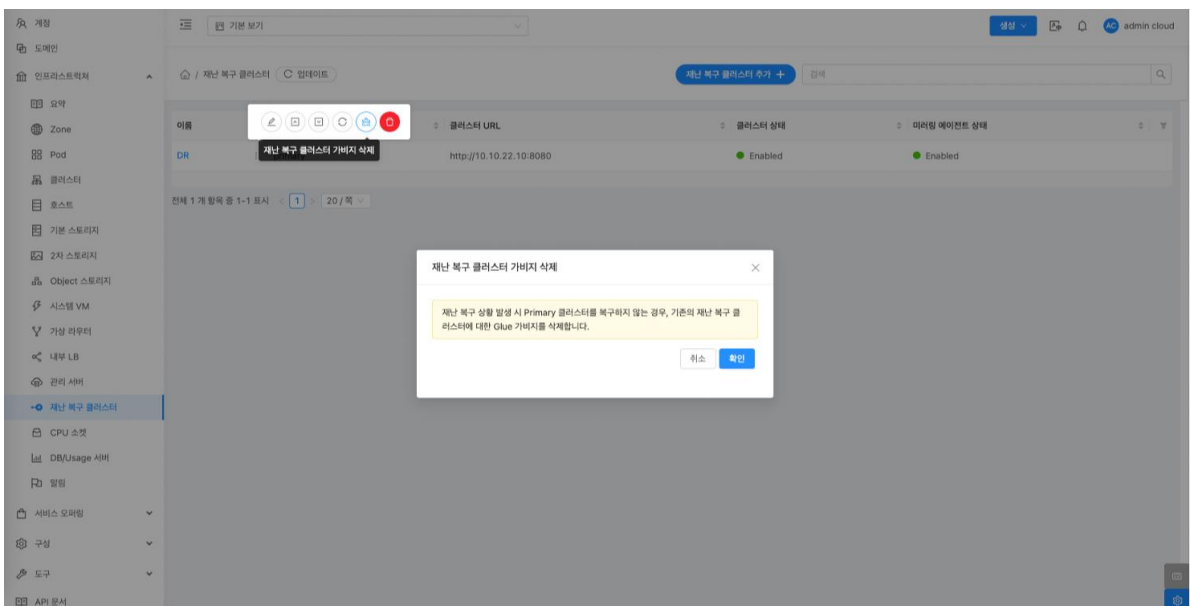 계정
도메인
인프라스트럭쳐
요약
Zone
Pod
클러스터
호스트
기본 스토리지
2차 스토리지
Object 스토리지
시스템 VM
가상 라우터
내부 LB
관리 서버
재난 복구 클러스터
CPU 소켓
DB/Usage 서버
알림
서비스 오퍼링
구성
도구
API 문서
기본 보기
생성
AC
admin cloud
/ 재난 복구 클러스터
업데이트
재난 복구 클러스터 추가
검색
이름
클러스터 URL
클러스터 상태
미러링 에이전트 상태
재난 복구 클러스터 가비지 삭제
DR
http://10.10.22.10:8080
Enabled
Enabled
전체 1 개 항목 중 1-1 표시 < 1 > 20 / 쪽
재난 복구 클러스터 가비지 삭제
재난 복구 상황 발생 시 Primary 클러스터를 복구하지 않는 경우, 기존의 재난 복구 클
러스터에 대한 Glue 가비지를 삭제합니다.
취소
확인